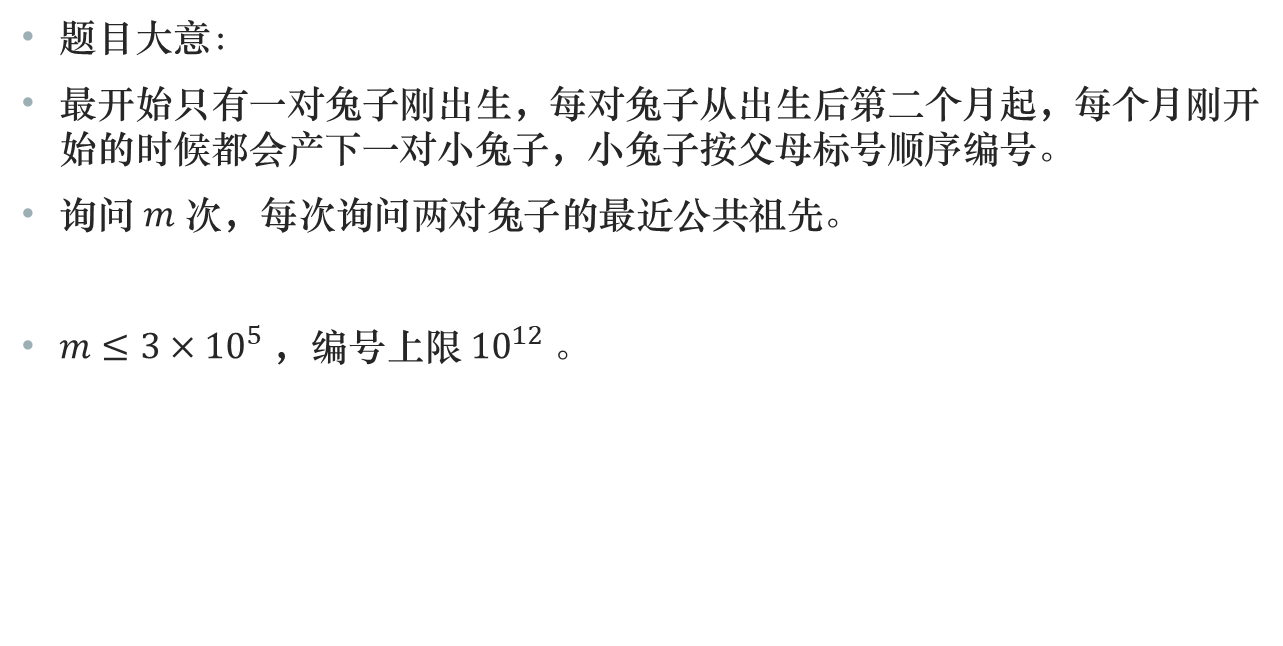 • 题目大意：
• 最开始只有一对兔子刚出生，每对兔子从出生后第二个月起，每个月刚开
始的时候都会产下一对小兔子，小兔子按父母标号顺序编号。
• 询问 m 次，每次询问两对兔子的最近公共祖先。
• m ≤ 3 × 10⁵ ，编号上限 10¹² 。